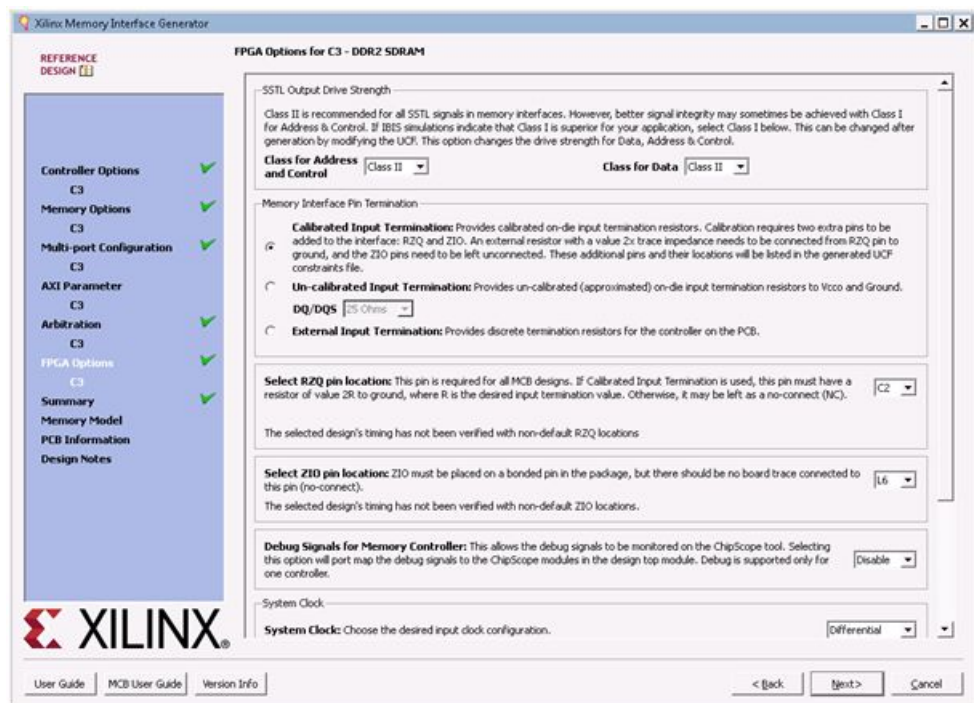 Xilinx Memory Interface Generator
REFERENCE
DESIGN
Controller Options
C3
Memory Options
C3
Multi-port Configuration
C3
AXI Parameter
C3
Arbitration
C3
FPGA Options
C3
Summary
Memory Model
PCB Information
Design Notes
XILINX®
FPGA Options for C3 - DDR2 SDRAM
SSTL Output Drive Strength
Class II is recommended for all SSTL signals in memory interfaces. However, better signal integrity may sometimes be achieved with Class I
for Address & Control. If IBIS simulations indicate that Class I is superior for your application, select Class I below. This can be changed after
generation by modifying the UCF. This option changes the drive strength for Data, Address & Control.
Class for Address
and Control
Class II
Class for Data
Class II
Memory Interface Pin Termination
Calibrated Input Termination: Provides calibrated on-die input termination resistors. Calibration requires two extra pins to be
added to the interface: RZQ and ZIO. An external resistor with a value 2x trace impedance needs to be connected from RZQ pin to
ground, and the ZIO pins need to be left unconnected. These additional pins and their locations will be listed in the generated UCF
constraints file.
Un-calibrated Input Termination: Provides un-calibrated (approximated) on-die input termination resistors to Vcco and Ground.
DQ/DQS 25 Ohms
External Input Termination: Provides discrete termination resistors for the controller on the PCB.
Select RZQ pin location: This pin is required for all MCB designs. If Calibrated Input Termination is used, this pin must have a
resistor of value 2R to ground, where R is the desired input termination value. Otherwise, it may be left as a no-connect (NC).
C2
The selected design's timing has not been verified with non-default RZQ locations
Select ZIO pin location: ZIO must be placed on a bonded pin in the package, but there should be no board trace connected to
this pin (no-connect).
L6
The selected design's timing has not been verified with non-default ZIO locations.
Debug Signals for Memory Controller: This allows the debug signals to be monitored on the ChipScope tool. Selecting
this option will port map the debug signals to the ChipScope modules in the design top module. Debug is supported only for
one controller.
Disable
System Clock
System Clock: Choose the desired input clock configuration.
Differential
User Guide
MCB User Guide
Version Info
< Back
Next>
Cancel